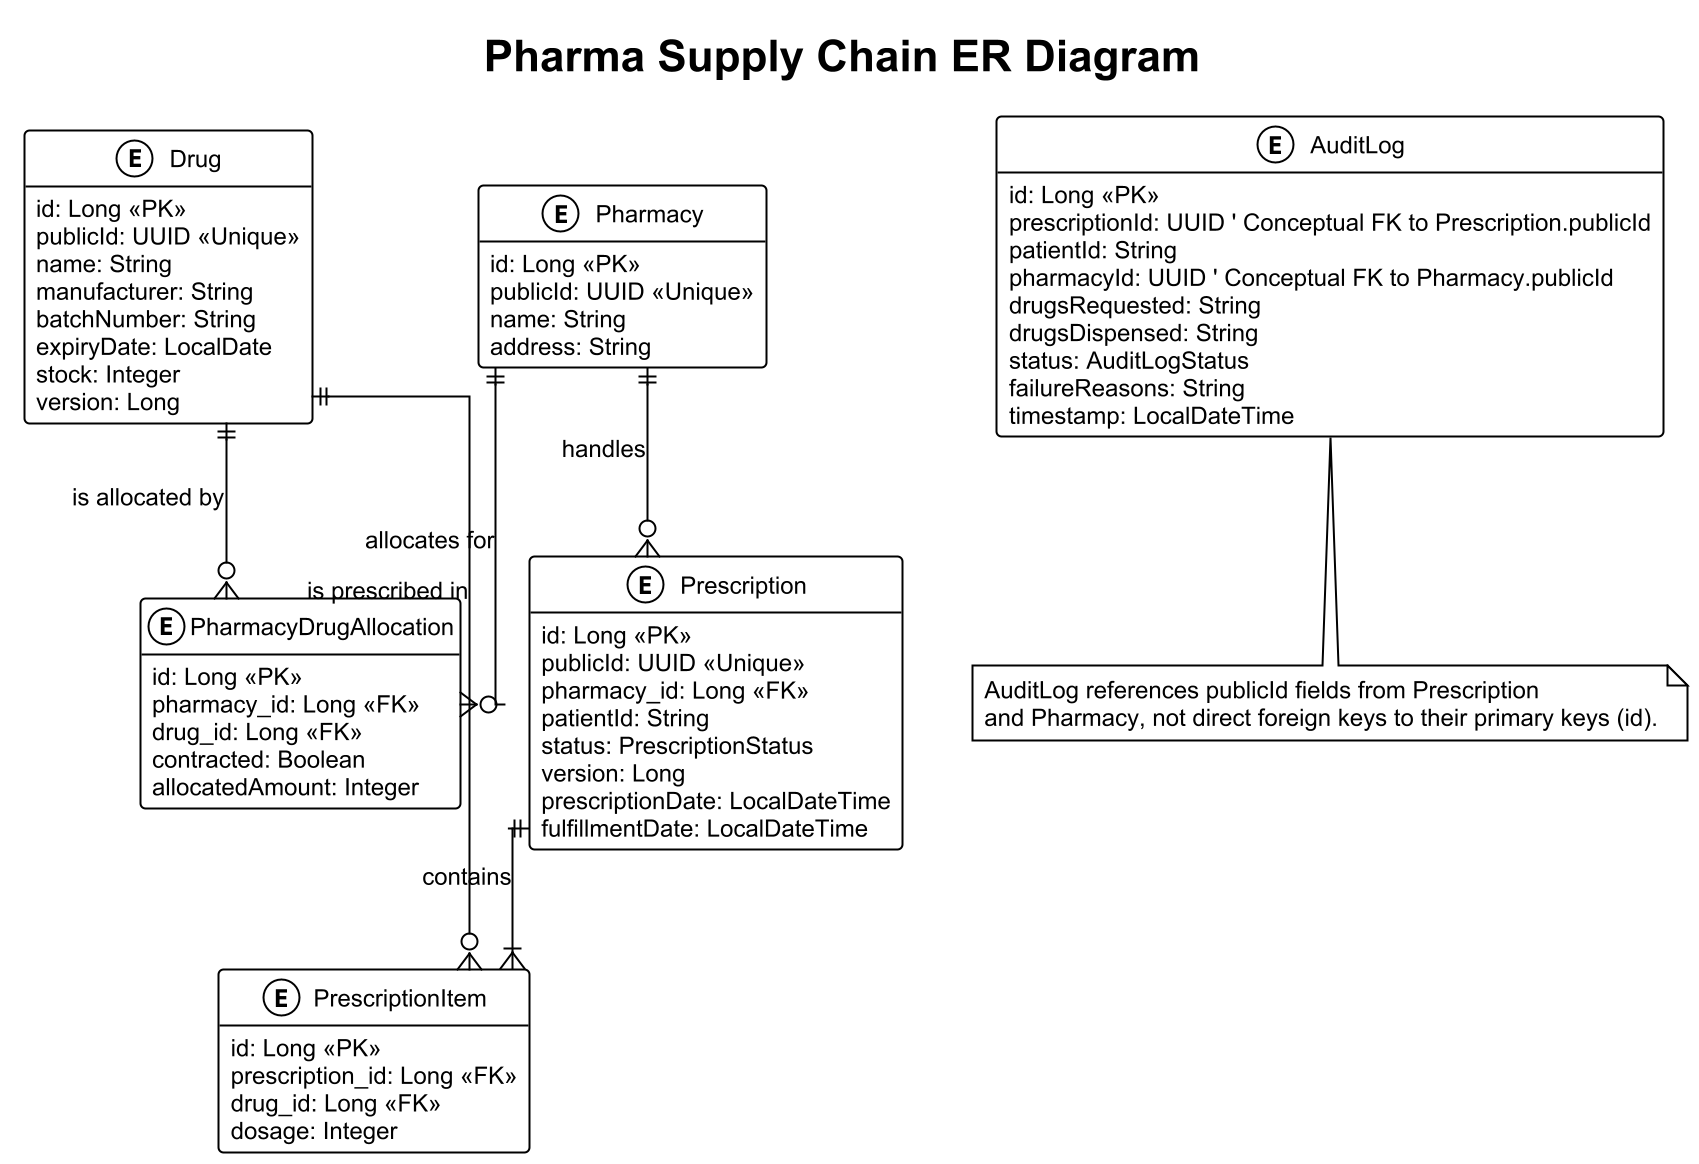 Pharma Supply Chain ER Diagram
E Drug
id: Long «PK»
publicId: UUID «Unique»
name: String
manufacturer: String
batchNumber: String
expiryDate: LocalDate
stock: Integer
version: Long
E Pharmacy
id: Long «PK»
publicId: UUID «Unique»
name: String
address: String
E AuditLog
id: Long «PK»
prescriptionId: UUID ' Conceptual FK to Prescription.publicId
patientId: String
pharmacyId: UUID ' Conceptual FK to Pharmacy.publicId
drugsRequested: String
drugsDispensed: String
status: AuditLogStatus
failureReasons: String
timestamp: LocalDateTime
handles
is allocated by
allocates for
is prescribed in
E PharmacyDrugAllocation
id: Long «PK»
pharmacy_id: Long «FK»
drug_id: Long «FK»
contracted: Boolean
allocatedAmount: Integer
E Prescription
id: Long «PK»
publicId: UUID «Unique»
pharmacy_id: Long «FK»
patientId: String
status: PrescriptionStatus
version: Long
prescriptionDate: LocalDateTime
fulfillmentDate: LocalDateTime
AuditLog references publicId fields from Prescription
and Pharmacy, not direct foreign keys to their primary keys (id).
contains
E PrescriptionItem
id: Long «PK»
prescription_id: Long «FK»
drug_id: Long «FK»
dosage: Integer